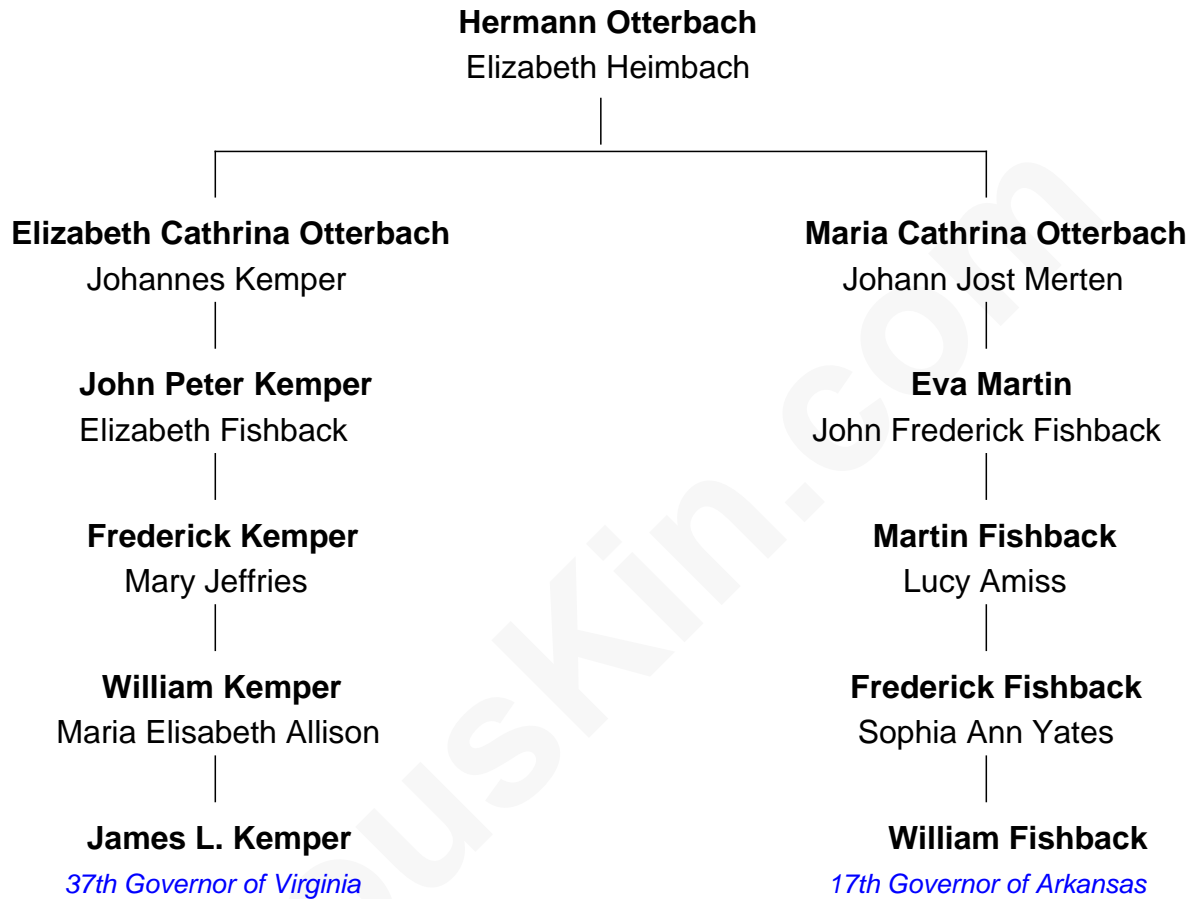 Hermann Otterbach
Elizabeth Heimbach
Elizabeth Cathrina Otterbach
Johannes Kemper
Maria Cathrina Otterbach
Johann Jost Merten
John Peter Kemper
Elizabeth Fishback
Eva Martin
John Frederick Fishback
Frederick Kemper
Mary Jeffries
Martin Fishback
Lucy Amiss
William Kemper
Maria Elisabeth Allison
Frederick Fishback
Sophia Ann Yates
James L. Kemper
37th Governor of Virginia
William Fishback
17th Governor of Arkansas
ousKin.com